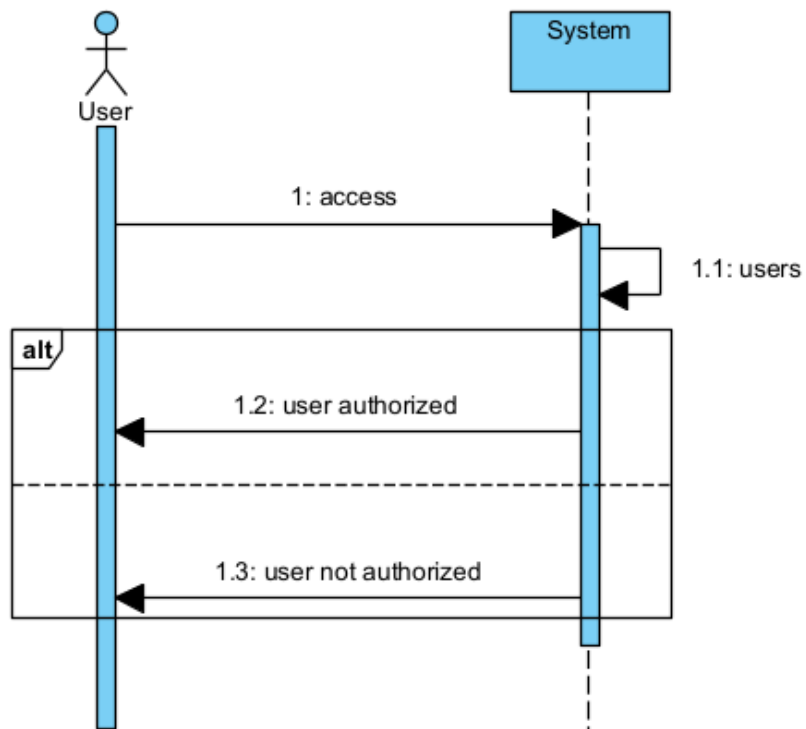 System
User
1: access
1.1: users
alt
1.2: user authorized
1.3: user not authorized